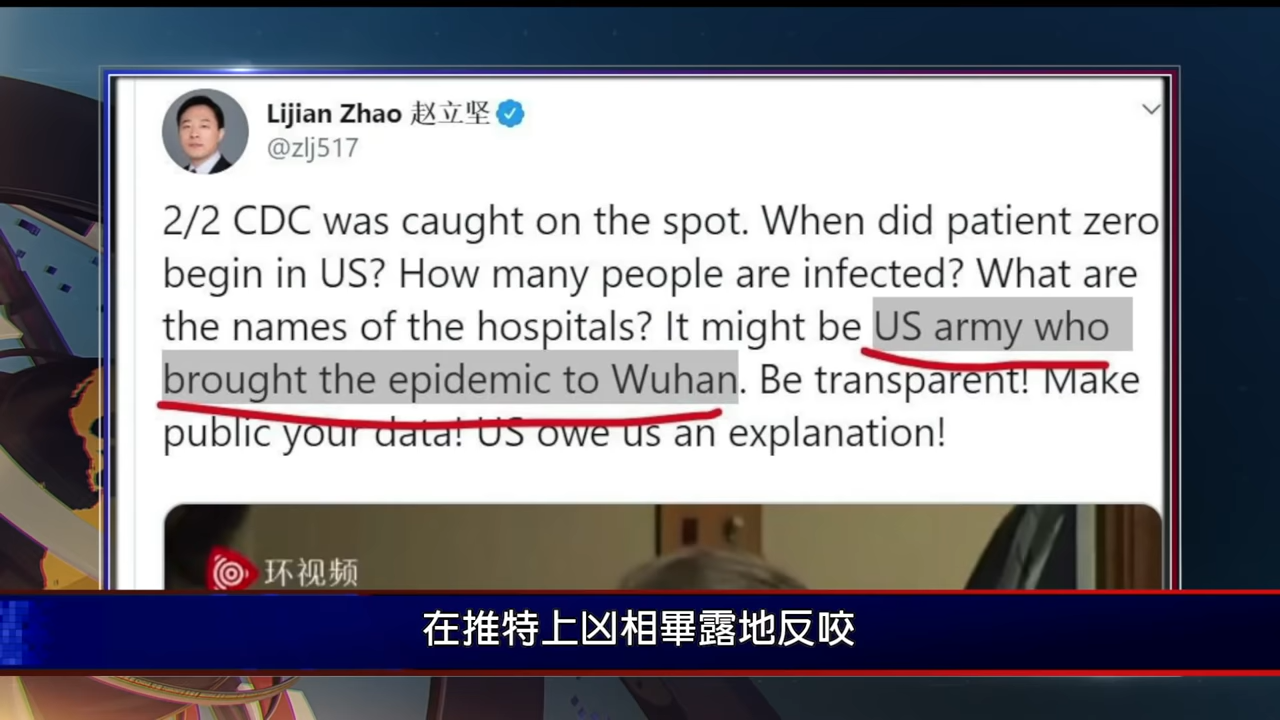 Lijian Zhao 赵立坚
@zlj517
2/2 CDC was caught on the spot. When did patient zero
begin in US? How many people are infected? What are
the names of the hospitals? It might be US army who
brought the epidemic to Wuhan. Be transparent! Make
public your data! US owe us an explanation!
环视频
在推特上凶相畢露地反咬